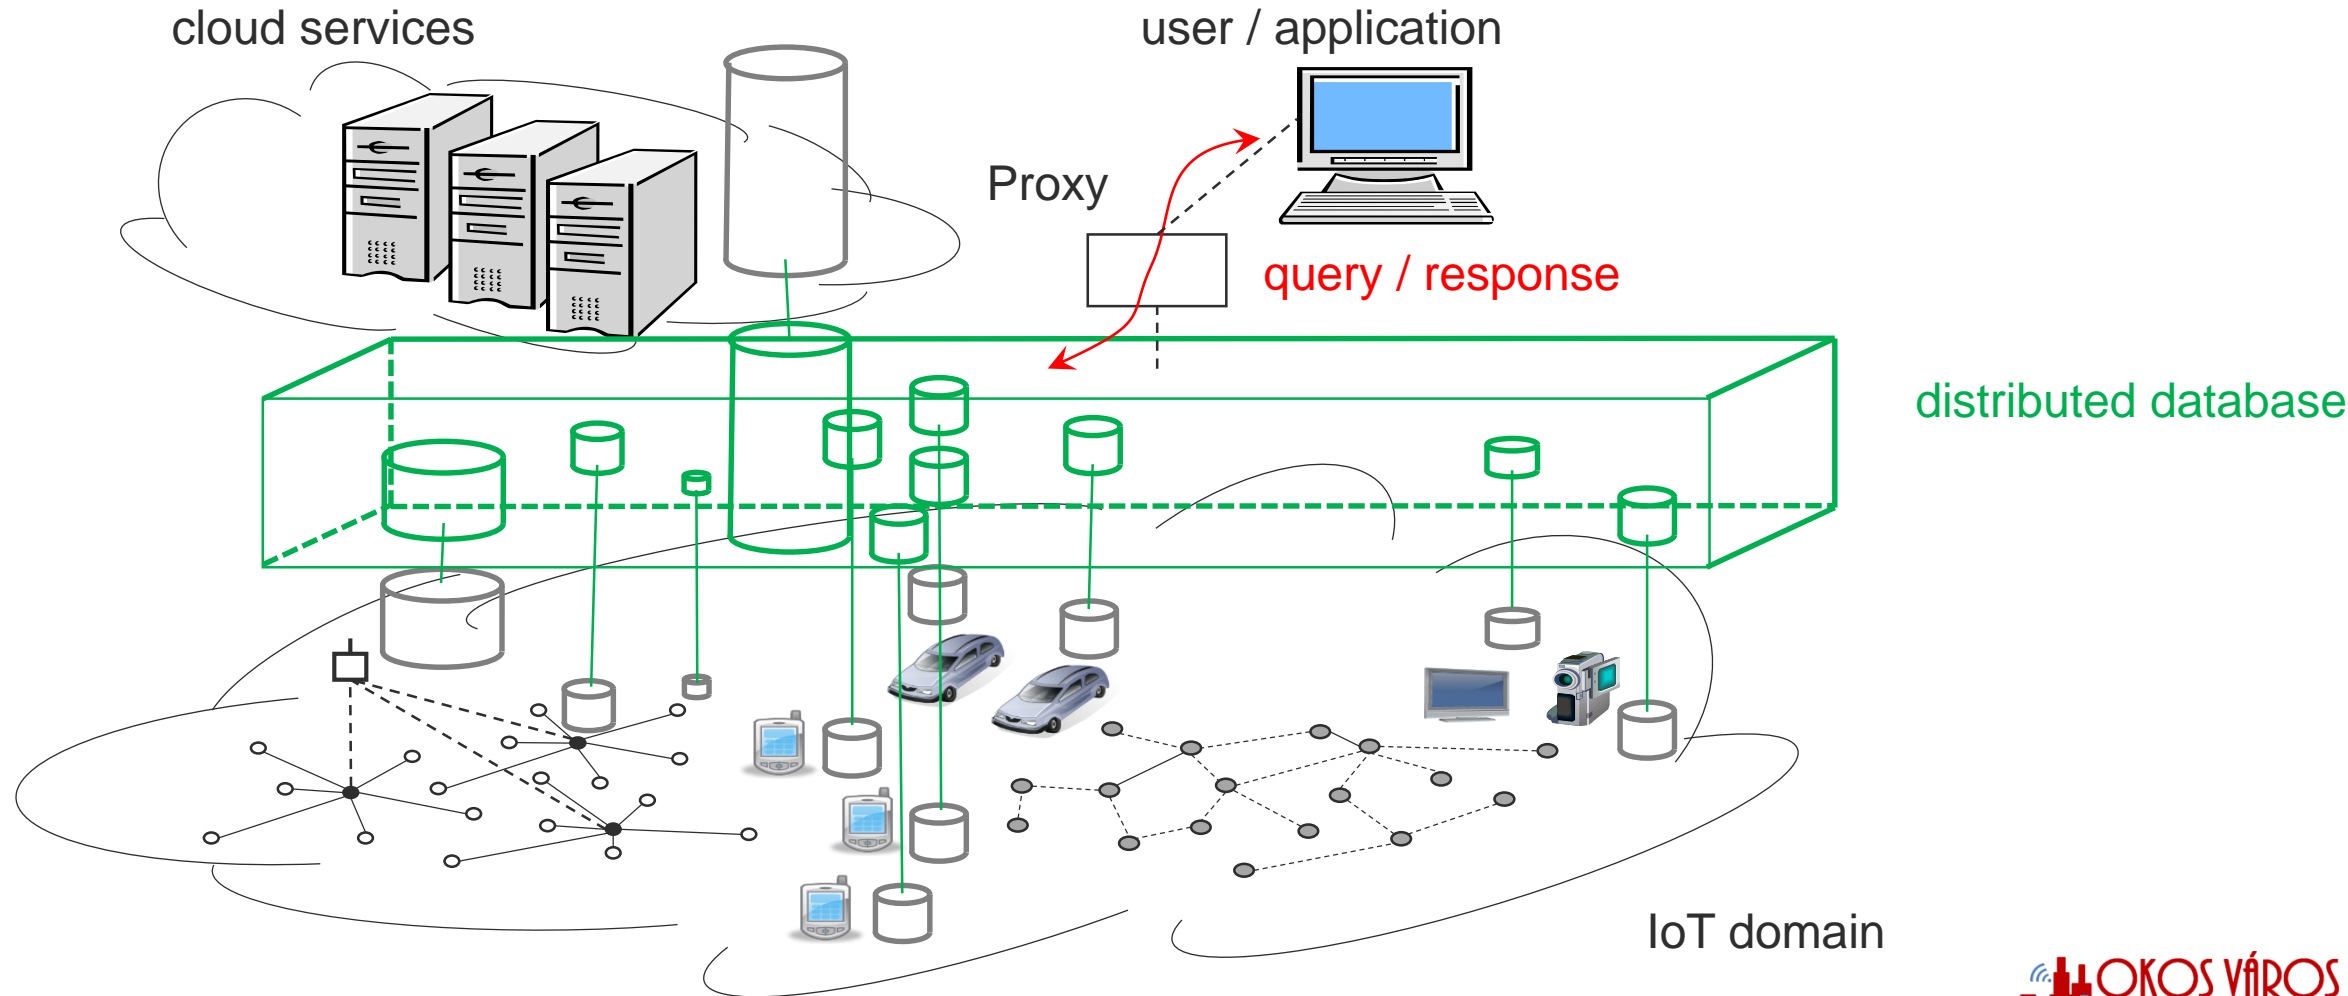 cloud services
user / application
Proxy
query / response
distributed database
IoT domain
OKOS VÁROS